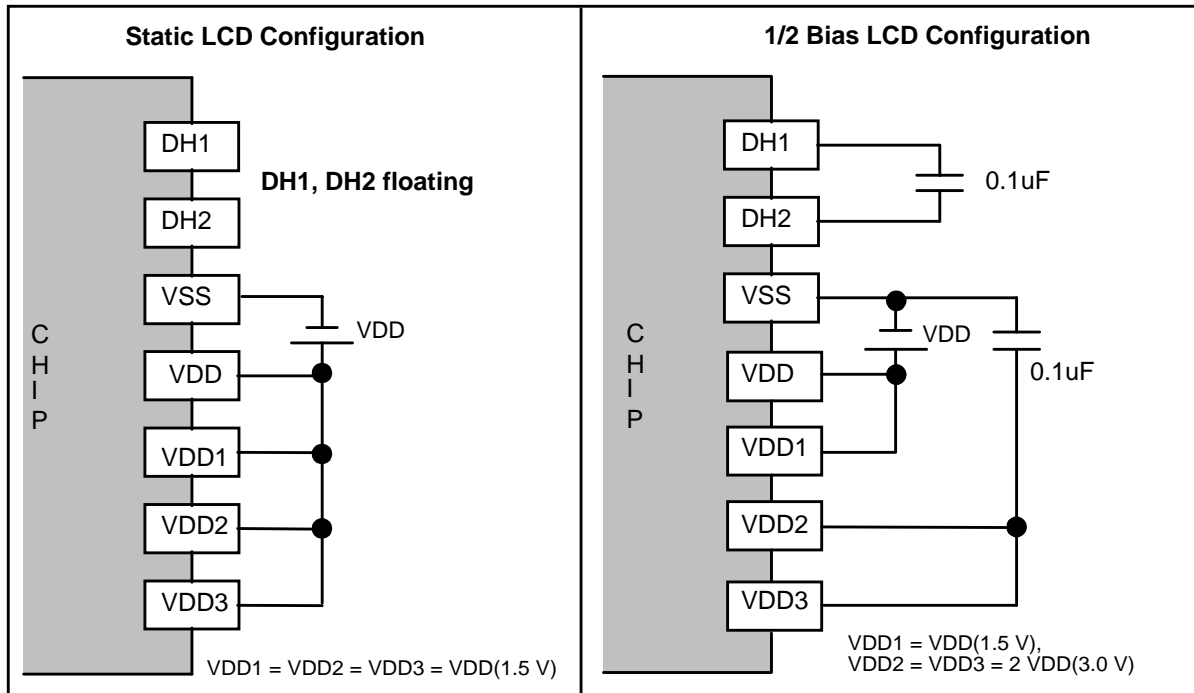 Static LCD Configuration
DH1
DH1, DH2 floating
DH2
VSS
VDD
VDD
VDD1
VDD2
VDD3
CHIP
VDD1 = VDD2 = VDD3 = VDD(1.5 V)
1/2 Bias LCD Configuration
DH1
0.1uF
DH2
VSS
VDD
0.1uF
VDD
VDD1
VDD2
VDD3
CHIP
VDD1 = VDD(1.5 V),
VDD2 = VDD3 = 2 VDD(3.0 V)